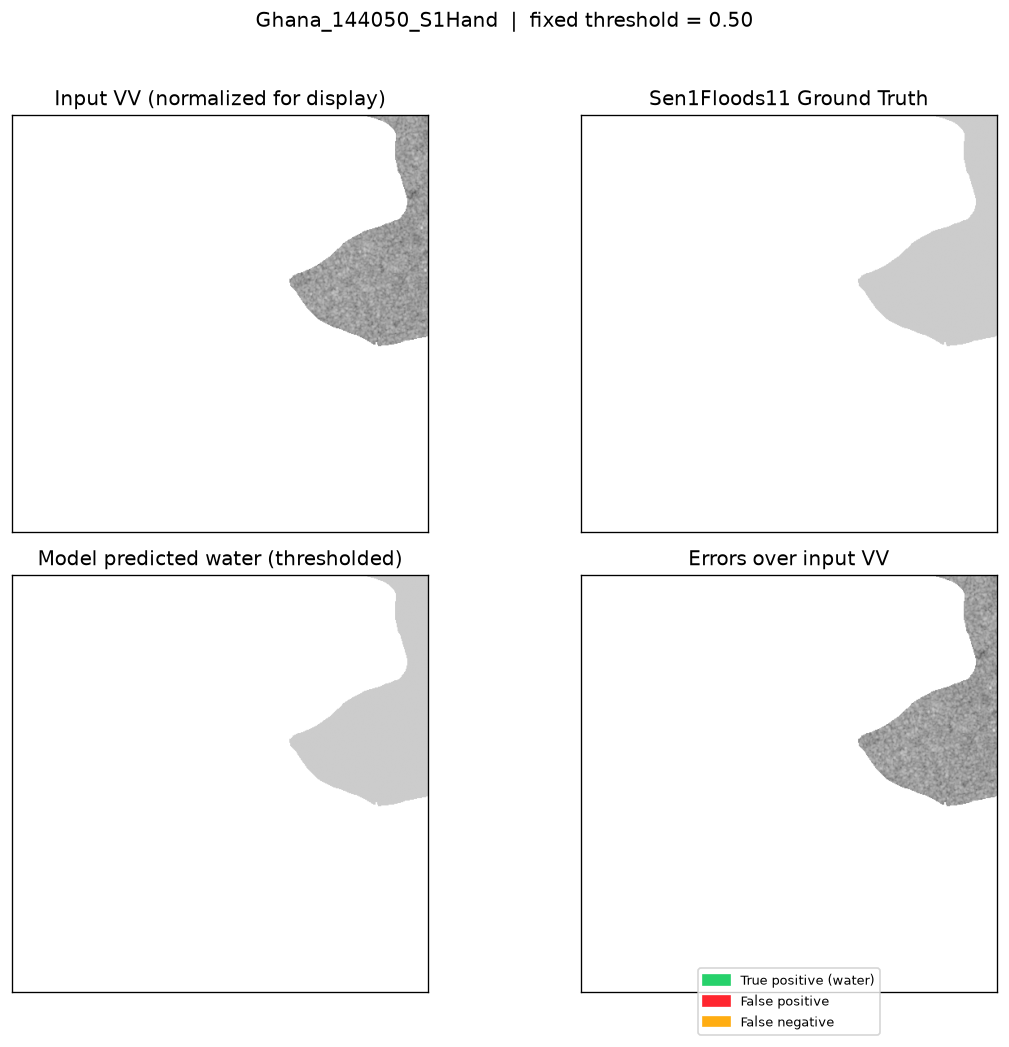 Ghana_144050_S1Hand  |  fixed threshold = 0.50
Input VV (normalized for display)
Sen1Floods11 Ground Truth
Model predicted water (thresholded)
Errors over input VV
True positive (water)
False positive
False negative